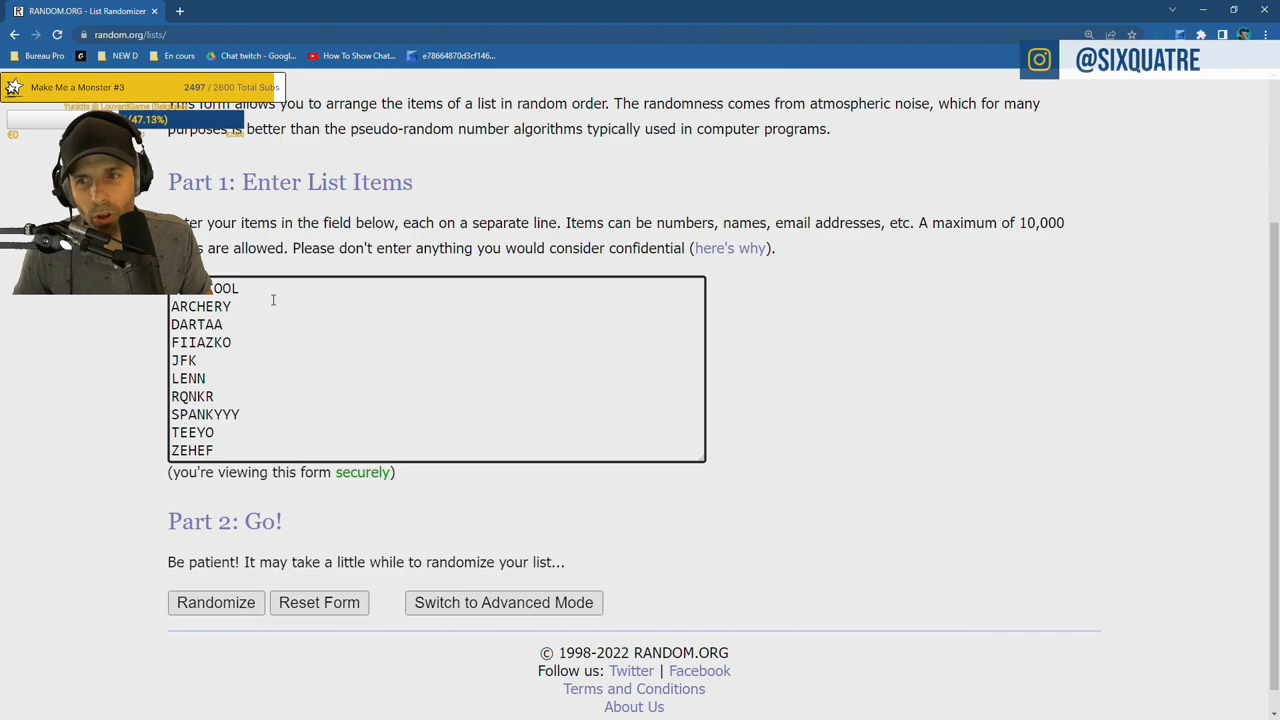 RANDOM.ORG - List Randomizer
random.org/lists/
Bureau Pro
NEW D
En cours
Chat twitch - Googl...
How To Show Chat...
e78664870d3cf146...
@SIXQUATRE
Make Me a Monster #3
2497 / 2600 Total Subs
This form allows you to arrange the items of a list in random order. The randomness comes from atmospheric noise, which for many
Yunktis @ LouvardGame (Belgique)
(47.13%)
€0
purposes is better than the pseudo-random number algorithms typically used in computer programs.
Part 1: Enter List Items
your items in the field below, each on a separate line. Items can be numbers, names, email addresses, etc. A maximum of 10,000
are allowed. Please don't enter anything you would consider confidential (here's why).
OOL
ARCHERY
DARTAA
FIIAZKO
JFK
LENN
RQNKR
SPANKYYY
TEEYO
ZEHEF
(you're viewing this form securely)
Part 2: Go!
Be patient! It may take a little while to randomize your list...
Randomize
Reset Form
Switch to Advanced Mode
© 1998-2022 RANDOM.ORG
Follow us: Twitter | Facebook
Terms and Conditions
About Us